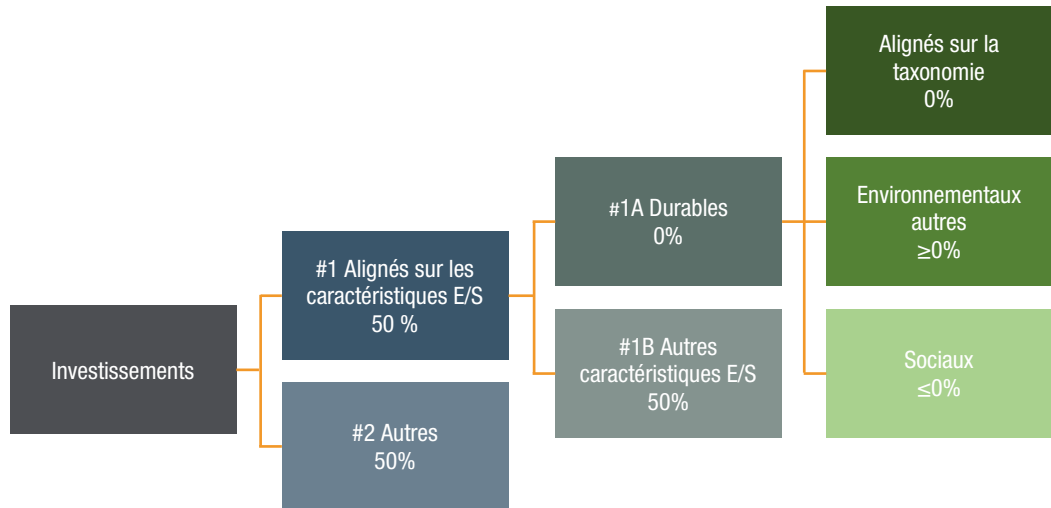 Investissements
#1 Alignés sur les
caractéristiques E/S
50 %
#2 Autres
50%
#1A Durables
0%
#1B Autres
caractéristiques E/S
50%
Alignés sur la
taxonomie
0%
Environnementaux
autres
≥0%
Sociaux
≤0%